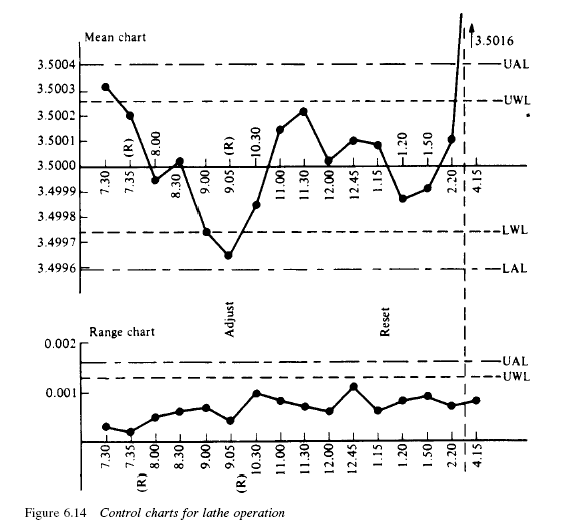 Mean chart
3.5016
3.5004
UAL
3.5003
UWL
3.5002
3.5001
3.5000
7.30
7.35
(R)
8.00
8.30
9.00
9.05
(R)
10.30
11.00
11.30
12.00
12.45
1.15
1.20
1.50
2.20
4.15
3.4999
3.4998
3.4997
LWL
3.4996
LAL
Adjust
Reset
Range chart
0.002
UAL
UWL
0.001
7.30
7.35
(R)
8.00
8.30
9.00
9.05
(R)
10.30
11.00
11.30
12.00
12.45
1.15
1.20
1.50
2.20
4.15
Figure 6.14 Control charts for lathe operation